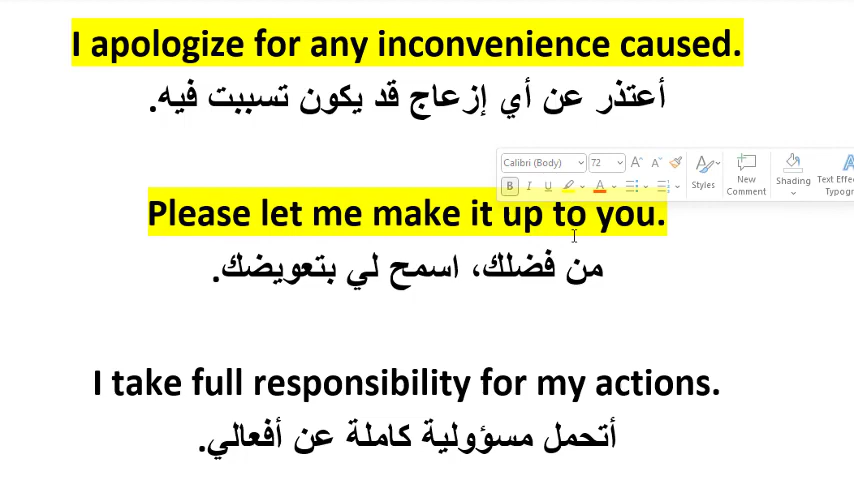 I apologize for any inconvenience caused.
أعتذر عن أي إزعاج قد يكون تسببت فيه.
Calibri (Body) 72
New Comment
Styles
Shading
Text Effe
Typogr
B I U
Please let me make it up to you.
من فضلك، اسمح لي بتعويضك.
I take full responsibility for my actions.
أتحمل مسؤولية كاملة عن أفعالي.